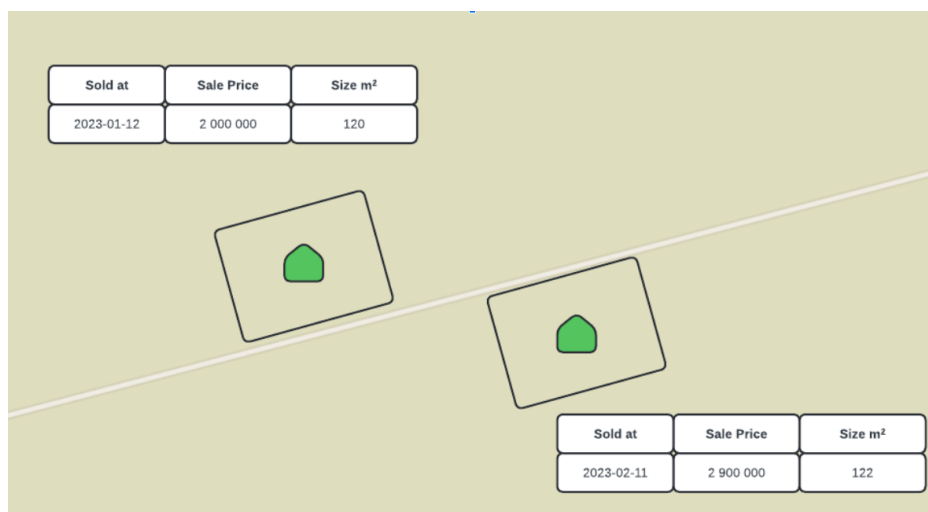 Sold at Sale Price Size m²
2023-01-12 2 000 000 120
Sold at Sale Price Size m²
2023-02-11 2 900 000 122